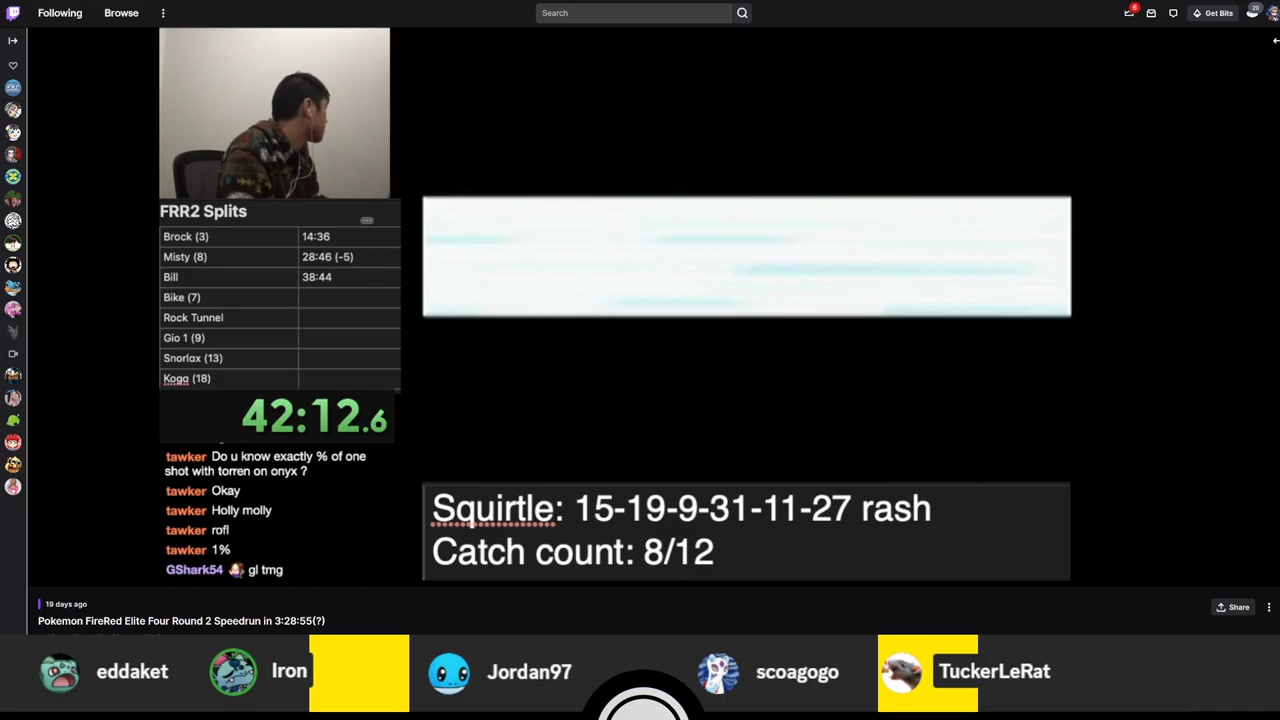 Following
Browse
Search
6
Get Bits
20
FRR2 Splits
Brock (3) 14:36
Misty (8) 28:46 (-5)
Bill 38:44
Bike (7)
Rock Tunnel
Gio 1 (9)
Snorlax (13)
Koga (18)
42:12.6
tawker Do u know exactly % of one
shot with torren on onyx ?
tawker Okay
tawker Holly molly
tawker rofl
tawker 1%
GShark54 gl tmg
Squirtle: 15-19-9-31-11-27 rash
Catch count: 8/12
19 days ago
Share
Pokemon FireRed Elite Four Round 2 Speedrun in 3:28:55(?)
eddaket
Iron
Jordan97
scoagogo
TuckerLeRat